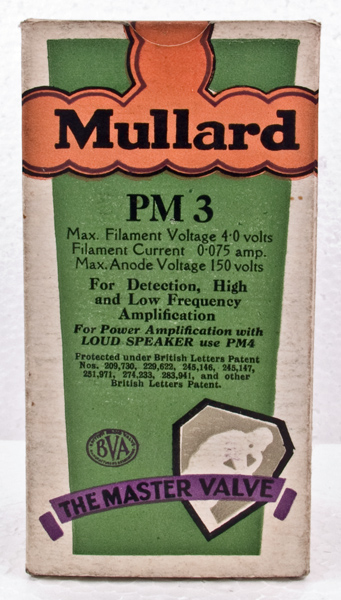 Mullard
PM 3
Max. Filament Voltage 4·0 volts
Filament Current 0·075 amp.
Max. Anode Voltage 150 volts
For Detection, High
and Low Frequency
Amplification
For Power Amplification with
LOUD SPEAKER use PM4
Protected under British Letters Patent
Nos. 209,730, 229,622, 245,146, 245,147,
251,971, 274,233, 283,941, and other
British Letters Patent.
BVA
THE MASTER VALVE